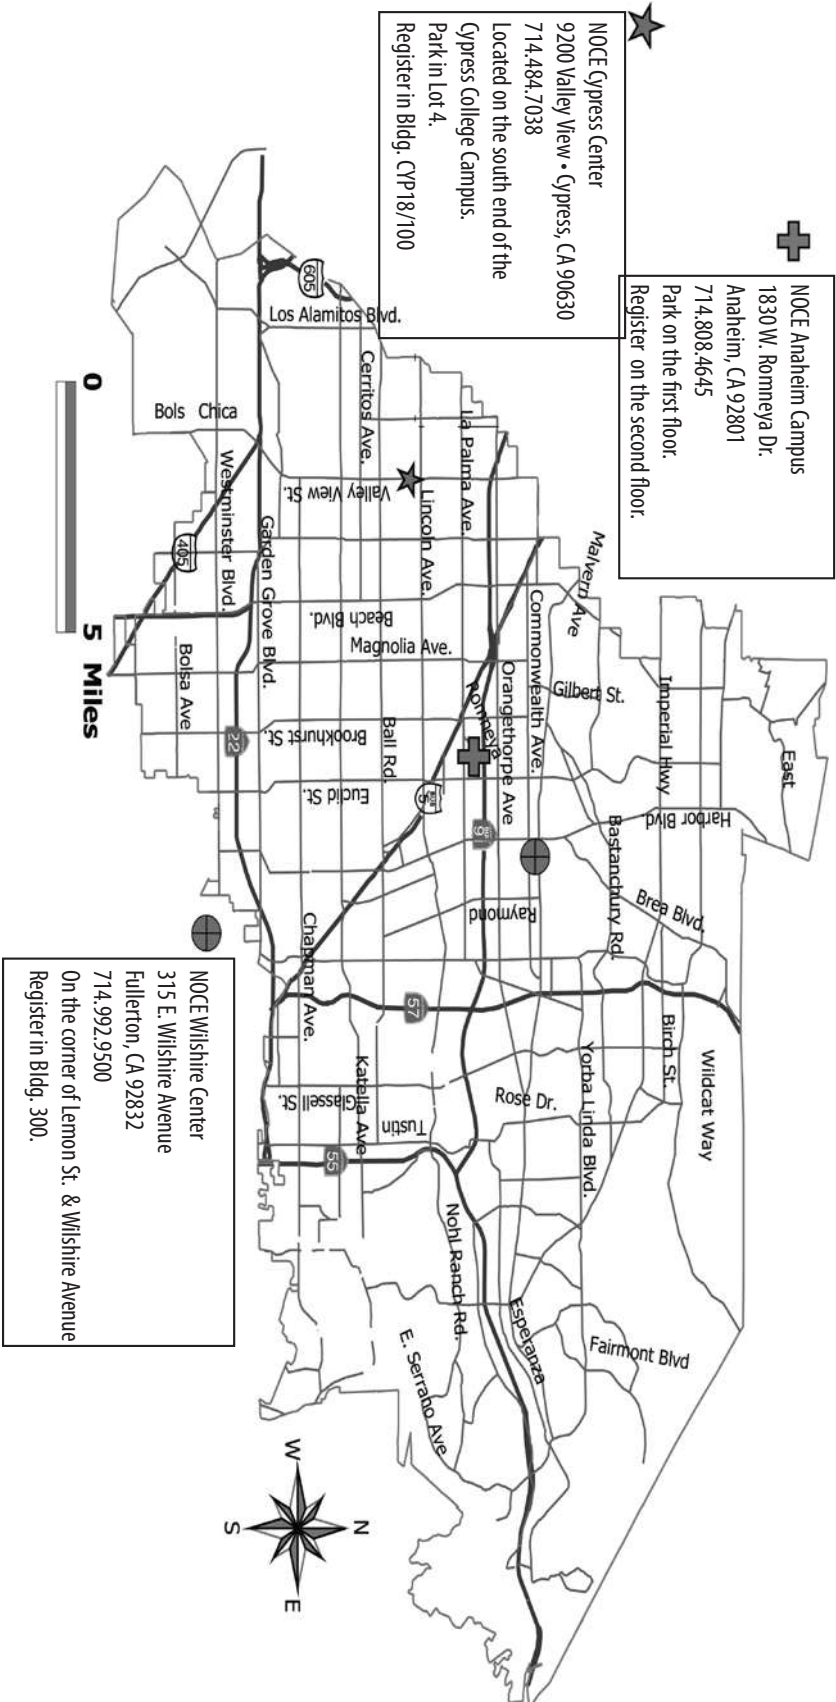 NOCE Cypress Center
9200 Valley View • Cypress, CA 90630
714.484.7038
Located on the south end of the
Cypress College Campus.
Park in Lot 4.
Register in Bldg. CYP18/100
NOCE Anaheim Campus
1830 W. Romneya Dr.
Anaheim, CA 92801
714.808.4645
Park on the first floor.
Register on the second floor.
NOCE Wilshire Center
315 E. Wilshire Avenue
Fullerton, CA 92832
714.992.9500
On the corner of Lemon St. & Wilshire Avenue
Register in Bldg. 300.
605
Los Alamitos Blvd.
Cerritos Ave.
Bols Chica
La Palma Ave.
Valley View St.
Lincoln Ave.
Westminster Blvd.
Garden Grove Blvd.
405
Malvern Ave
Commonwealth Ave.
Beach Blvd.
Magnolia Ave.
Bolsa Ave
Orangethorpe Ave
Romneya
Gilbert St.
Imperial Hwy
East
Brookhurst St.
Ball Rd.
22
Euclid St.
5
91
Harbor Blvd.
Bastanchury Rd.
Brea Blvd.
Raymond
Chapman Ave.
57
Birch St.
Wildcat Way
Yorba Linda Blvd.
Rose Dr.
Katella Ave
Glassell St.
Tustin
55
Nohl Ranch Rd.
Esperanza
Fairmont Blvd
E. Serrano Ave
0 5 Miles
N
W E
S